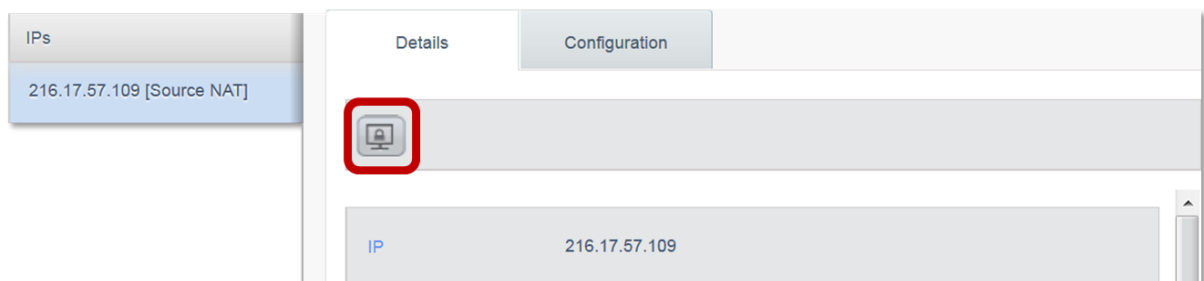 IPs
216.17.57.109 [Source NAT]
Details
Configuration
IP
216.17.57.109